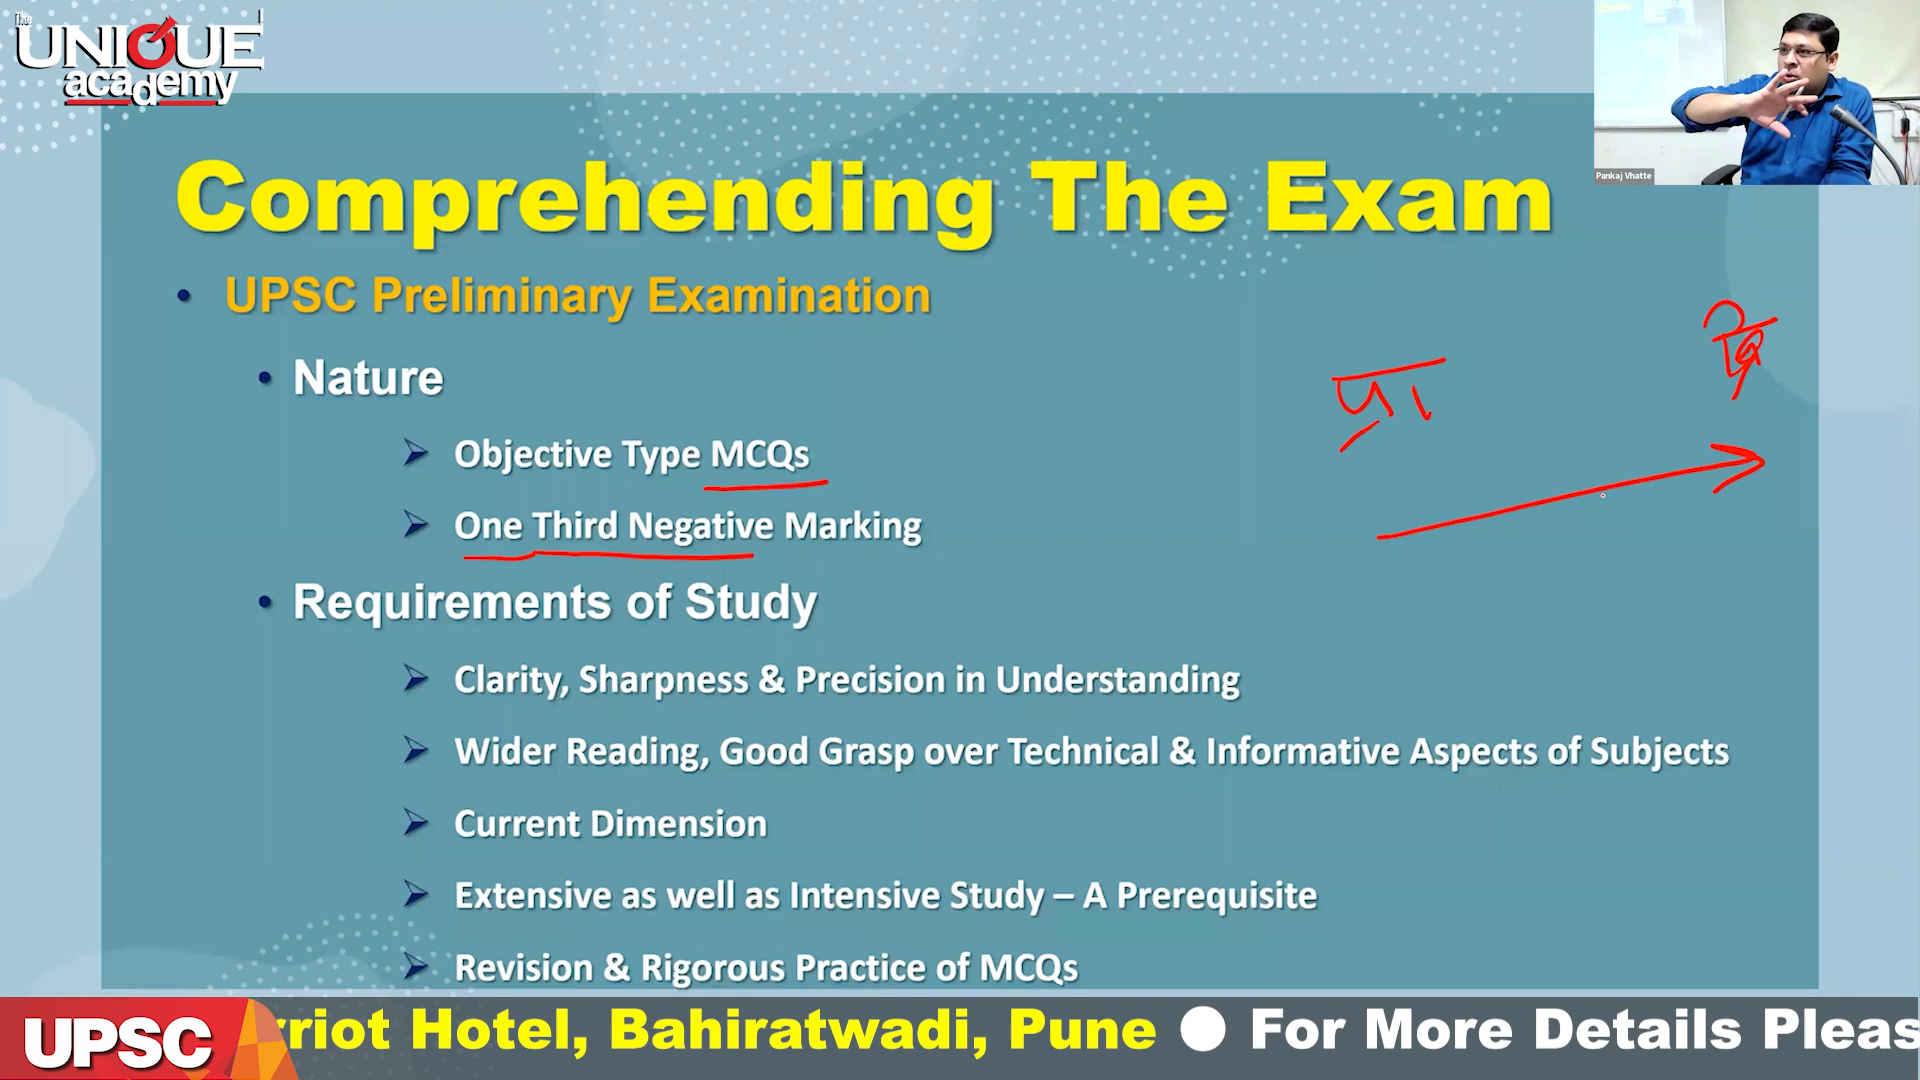 The
UNIQUE
academy
Pankaj Vhatte
Comprehending The Exam
• UPSC Preliminary Examination
• Nature
➢ Objective Type MCQs
➢ One Third Negative Marking
• Requirements of Study
➢ Clarity, Sharpness & Precision in Understanding
➢ Wider Reading, Good Grasp over Technical & Informative Aspects of Subjects
➢ Current Dimension
➢ Extensive as well as Intensive Study – A Prerequisite
➢ Revision & Rigorous Practice of MCQs
UPSC
rriot Hotel, Bahiratwadi, Pune ● For More Details Pleas